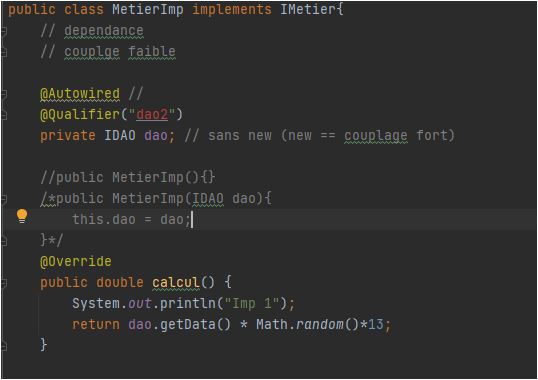 public class MetierImp implements IMetier{
// dependance
// couplge faible
@Autowired //
@Qualifier("dao2")
private IDAO dao; // sans new (new == couplage fort)
//public MetierImp(){}
/*public MetierImp(IDAO dao){
this.dao = dao;
}*/
@Override
public double calcul() {
System.out.println("Imp 1");
return dao.getData() * Math.random()*13;
}